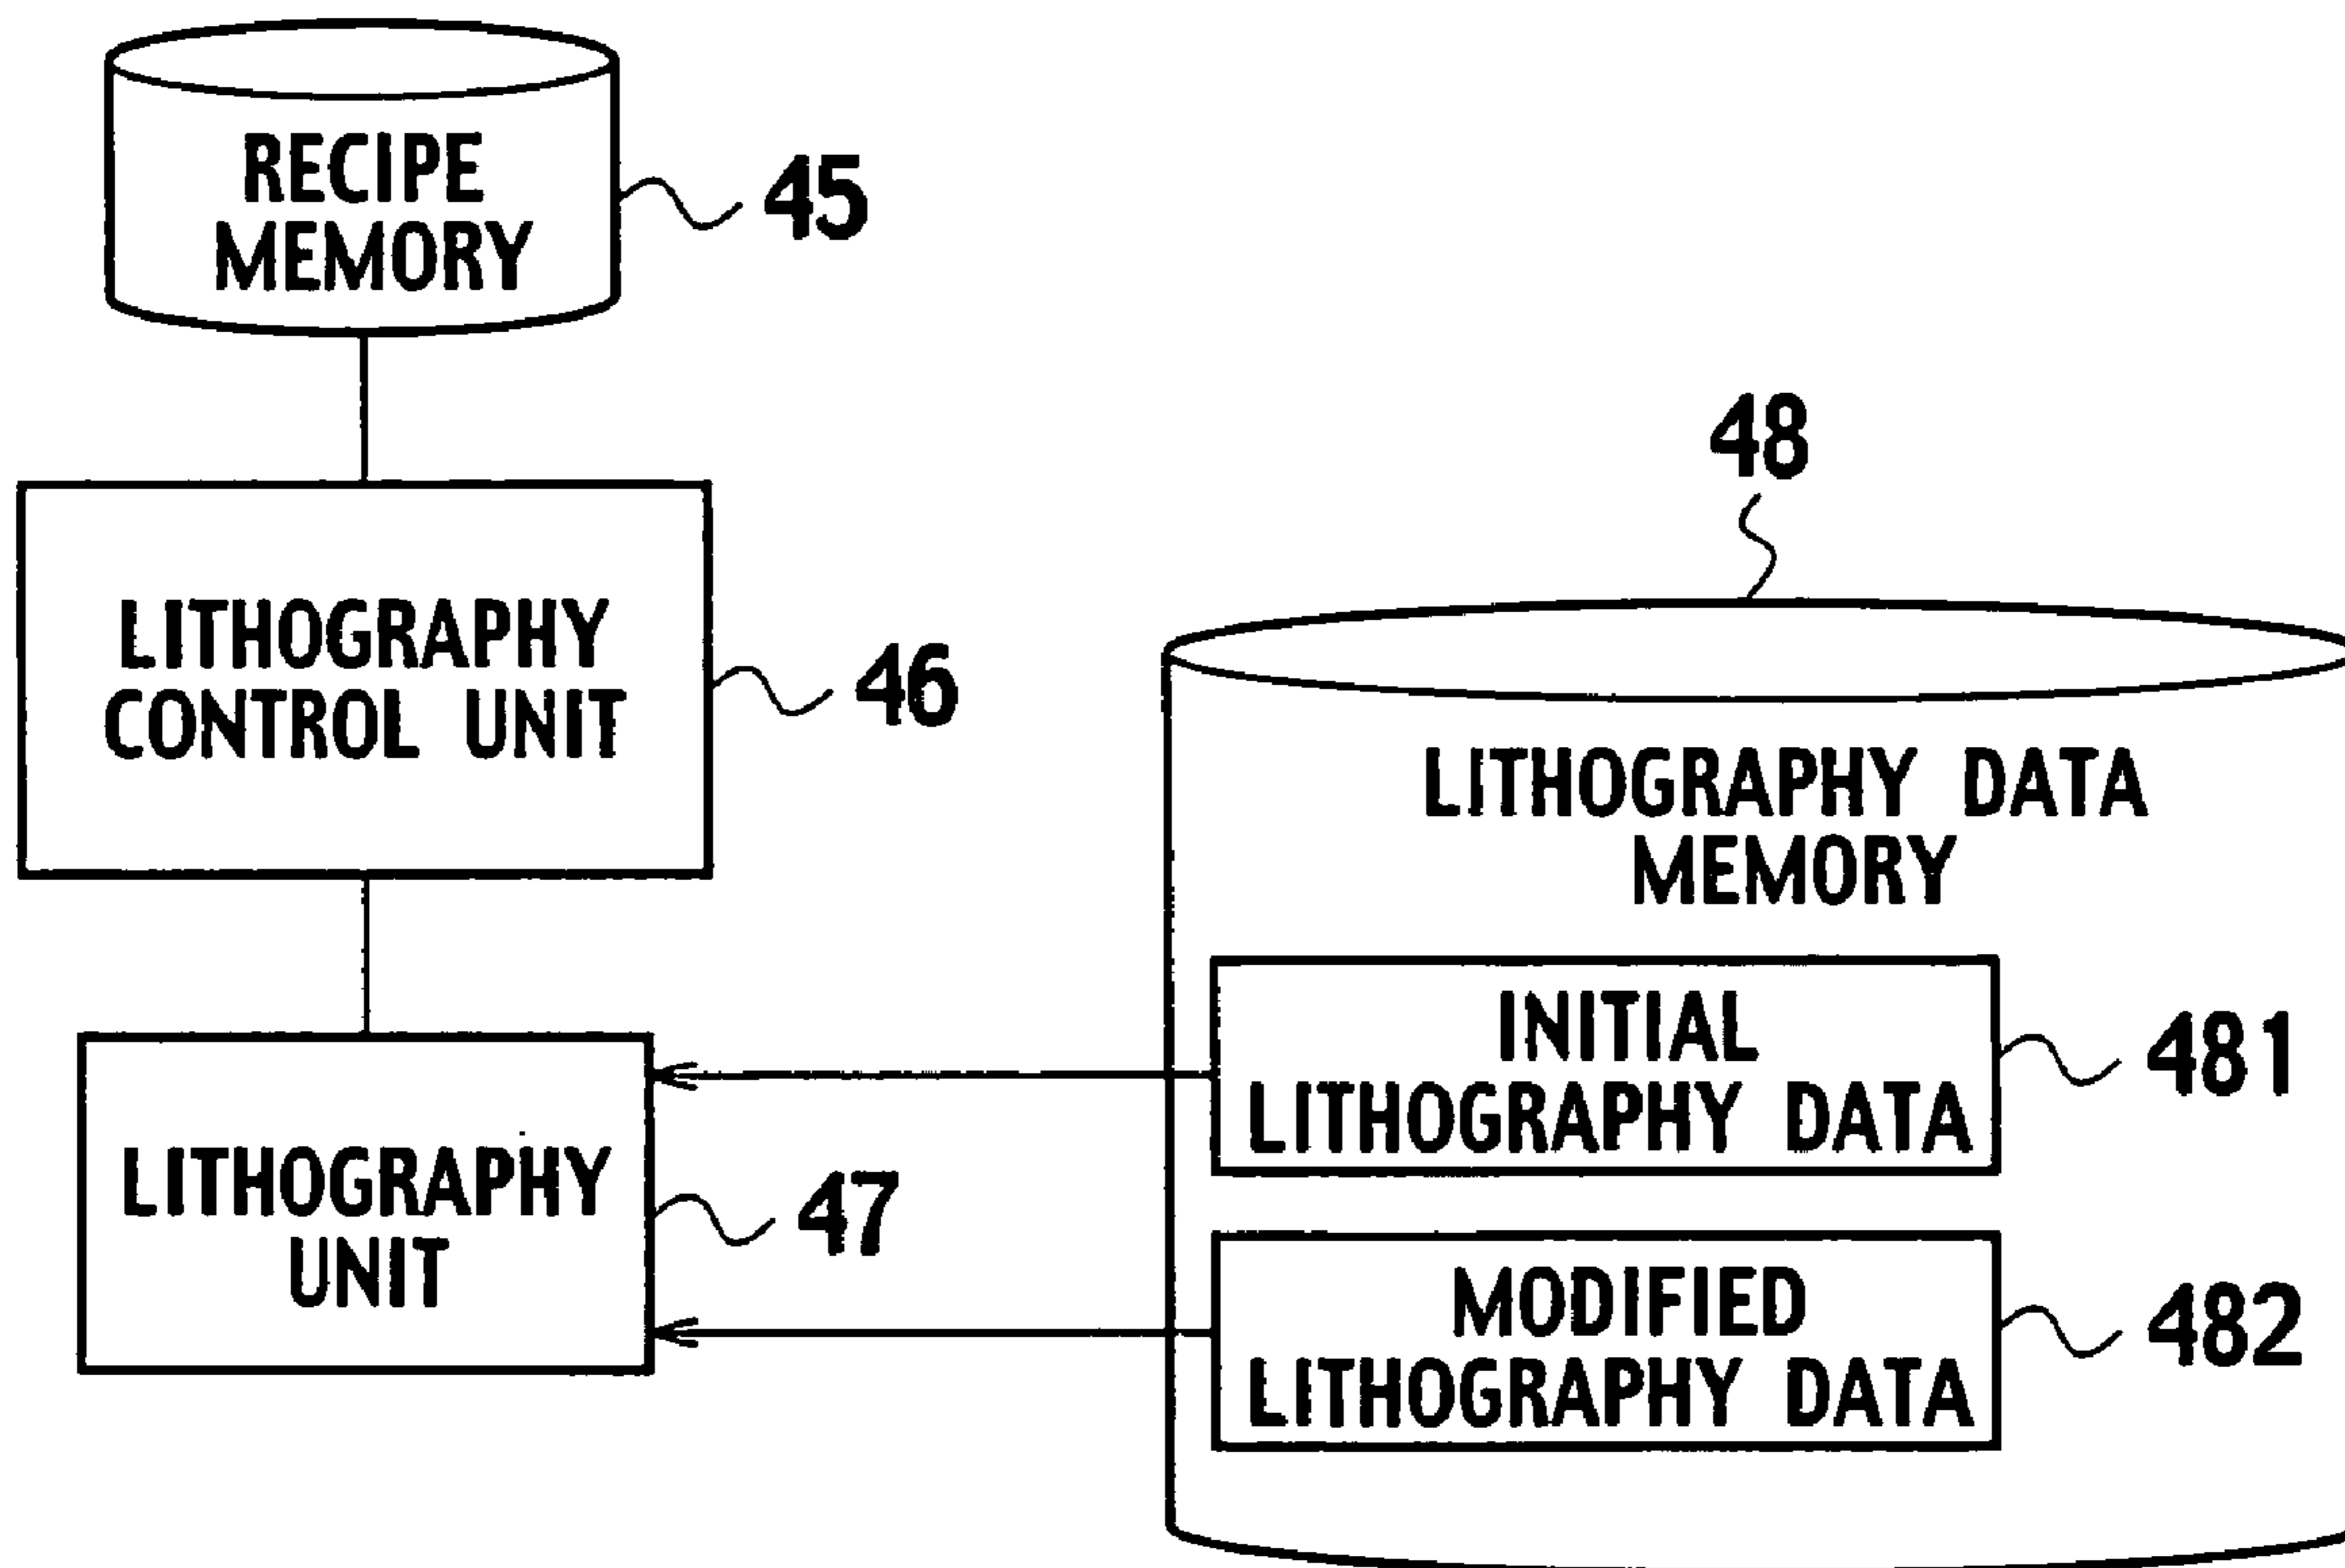 RECIPE
MEMORY
45
LITHOGRAPHY
CONTROL UNIT
46
LITHOGRAPHY
UNIT
47
48
LITHOGRAPHY DATA
MEMORY
INITIAL
LITHOGRAPHY DATA
481
MODIFIED
LITHOGRAPHY DATA
482